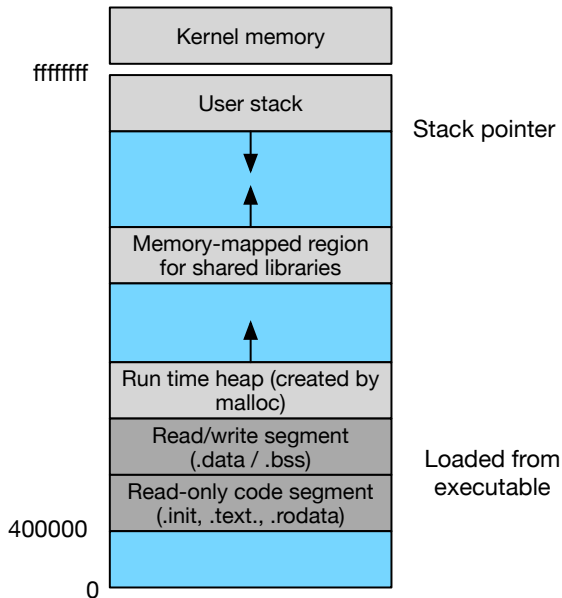 Kernel memory
ffffffff
User stack
Stack pointer
Memory-mapped region
for shared libraries
Run time heap (created by
malloc)
Read/write segment
(.data / .bss)
Loaded from
executable
Read-only code segment
(.init, .text., .rodata)
400000
0